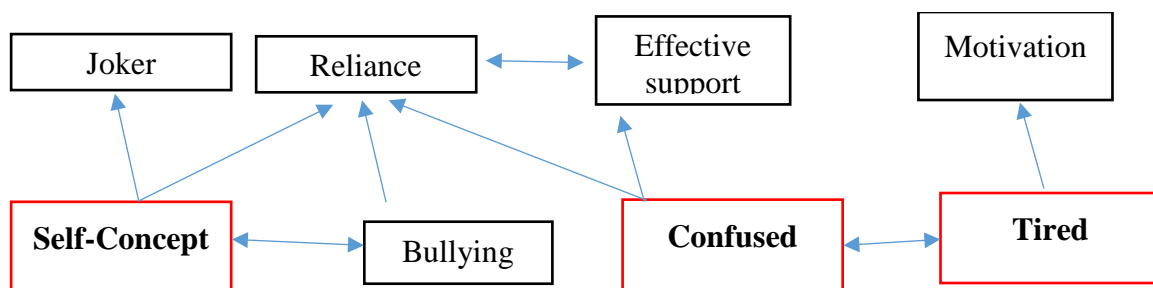 Joker
Reliance
Effective
support
Motivation
Self-Concept
Bullying
Confused
Tired